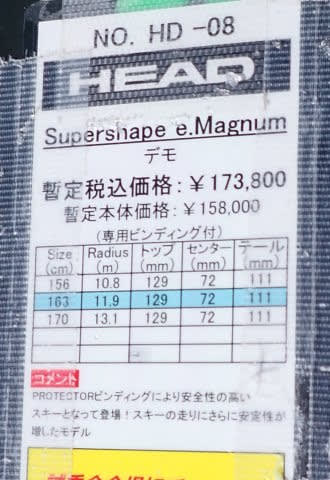 NO. HD -08
HEAD
Supershape e.Magnum
デモ
暫定税込価格：￥173,800
暫定本体価格：￥158,000
(専用ビンディング付)
Size (cm) Radius (m) トップ (mm) センター (mm) テール (mm)
156 10.8 129 72 111
163 11.9 129 72 111
170 13.1 129 72 111
コメント
PROTECTORビンディングにより安全性の高い
スキーとなって登場！スキーの走りにさらに安定性が
増したモデル